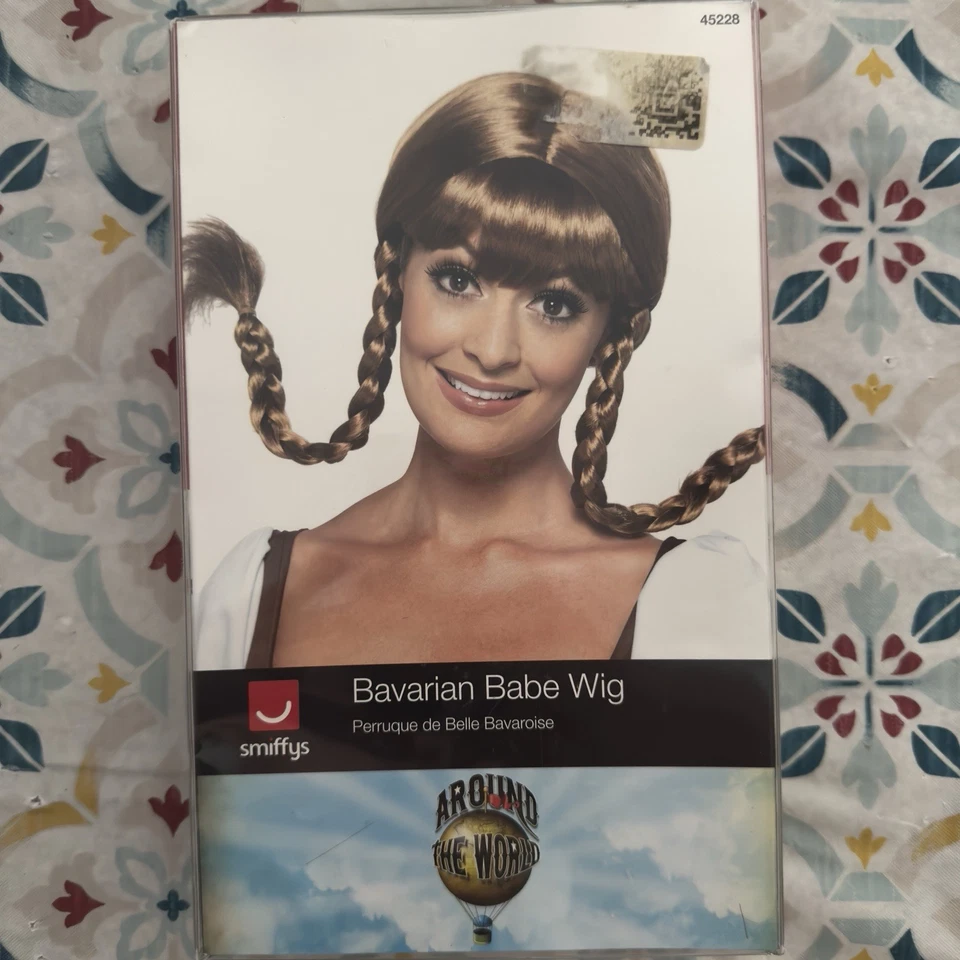 45228
Bavarian Babe Wig
Perruque de Belle Bavaroise
smiffys
AROUND
THE WORLD